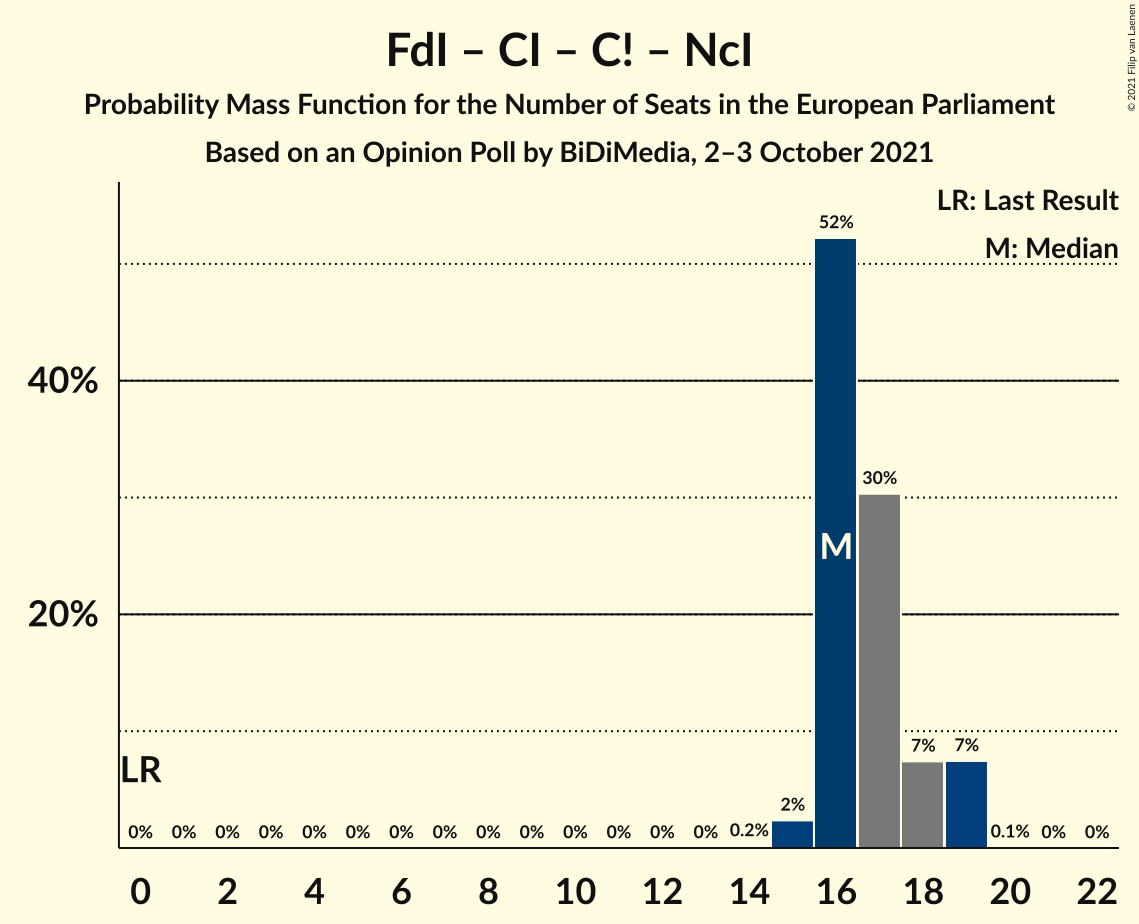 FdI – CI – C! – NcI
Probability Mass Function for the Number of Seats in the European Parliament
Based on an Opinion Poll by BiDiMedia, 2–3 October 2021
© 2021 Filip van Laenen
LR: Last Result
M: Median
52%
40%
30%
M
20%
LR
0% 0% 0% 0% 0% 0% 0% 0% 0% 0% 0% 0% 0% 0% 0.2% 2% 7% 7% 0.1% 0% 0%
0 2 4 6 8 10 12 14 16 18 20 22